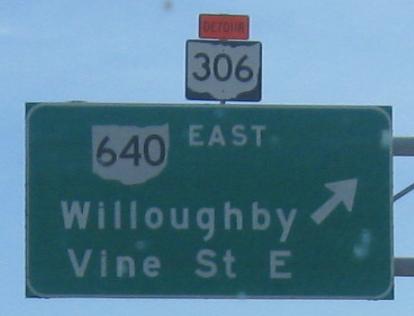 DETOUR
306
640 EAST
Willoughby
Vine St E